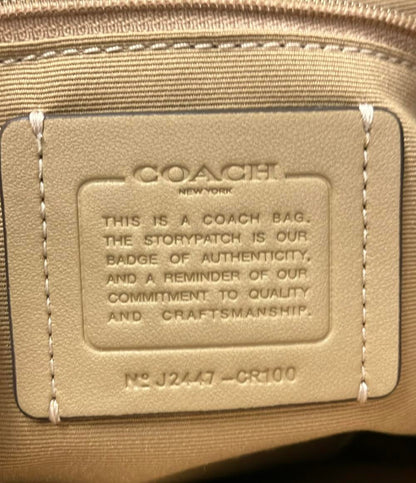 COACH
NEW YORK
THIS IS A COACH BAG.
THE STORYPATCH IS OUR
BADGE OF AUTHENTICITY,
AND A REMINDER OF OUR
COMMITMENT TO QUALITY
AND CRAFTSMANSHIP.
Nº J2447-CR100